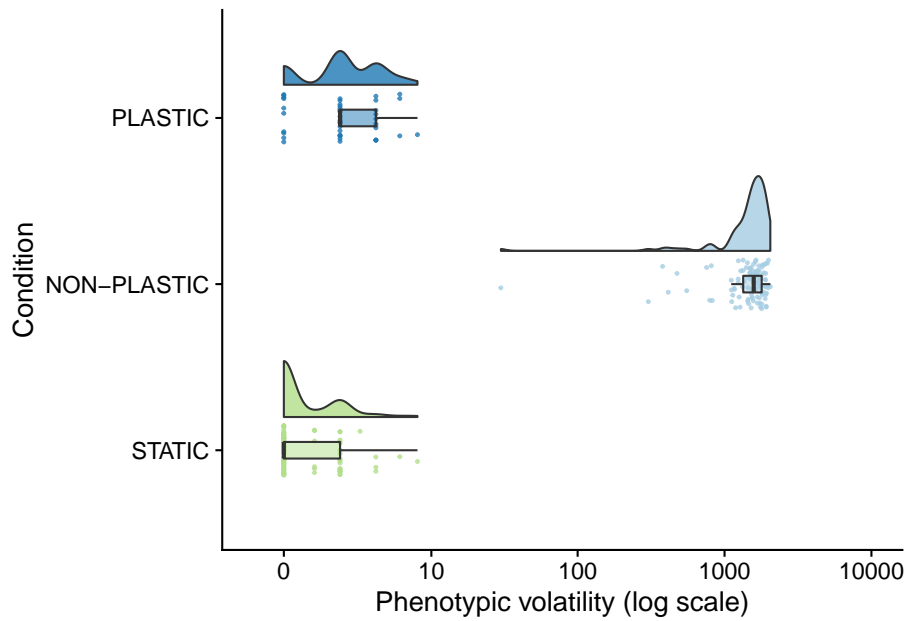 PLASTIC
NON−PLASTIC
STATIC
Condition
0 10 100 1000 10000
Phenotypic volatility (log scale)